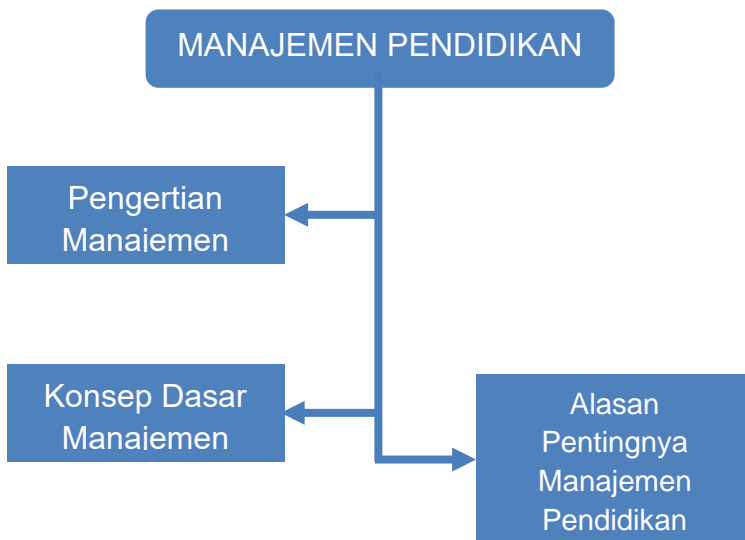 MANAJEMEN PENDIDIKAN
Pengertian
Manajemen
Konsep Dasar
Manajemen
Alasan
Pentingnya
Manajemen
Pendidikan